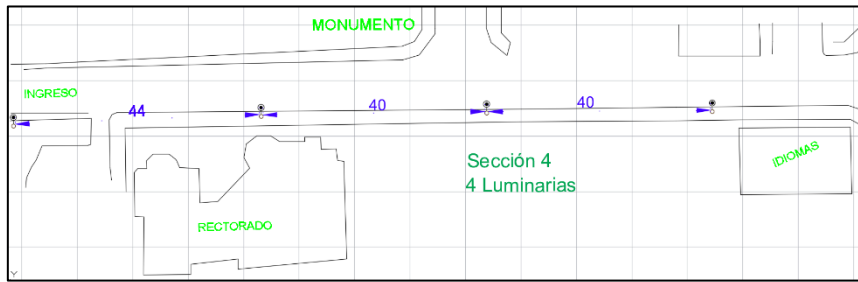 MONUMENTO
INGRESO
44
40
40
Sección 4
4 Luminarias
IDIOMAS
RECTORADO
Y